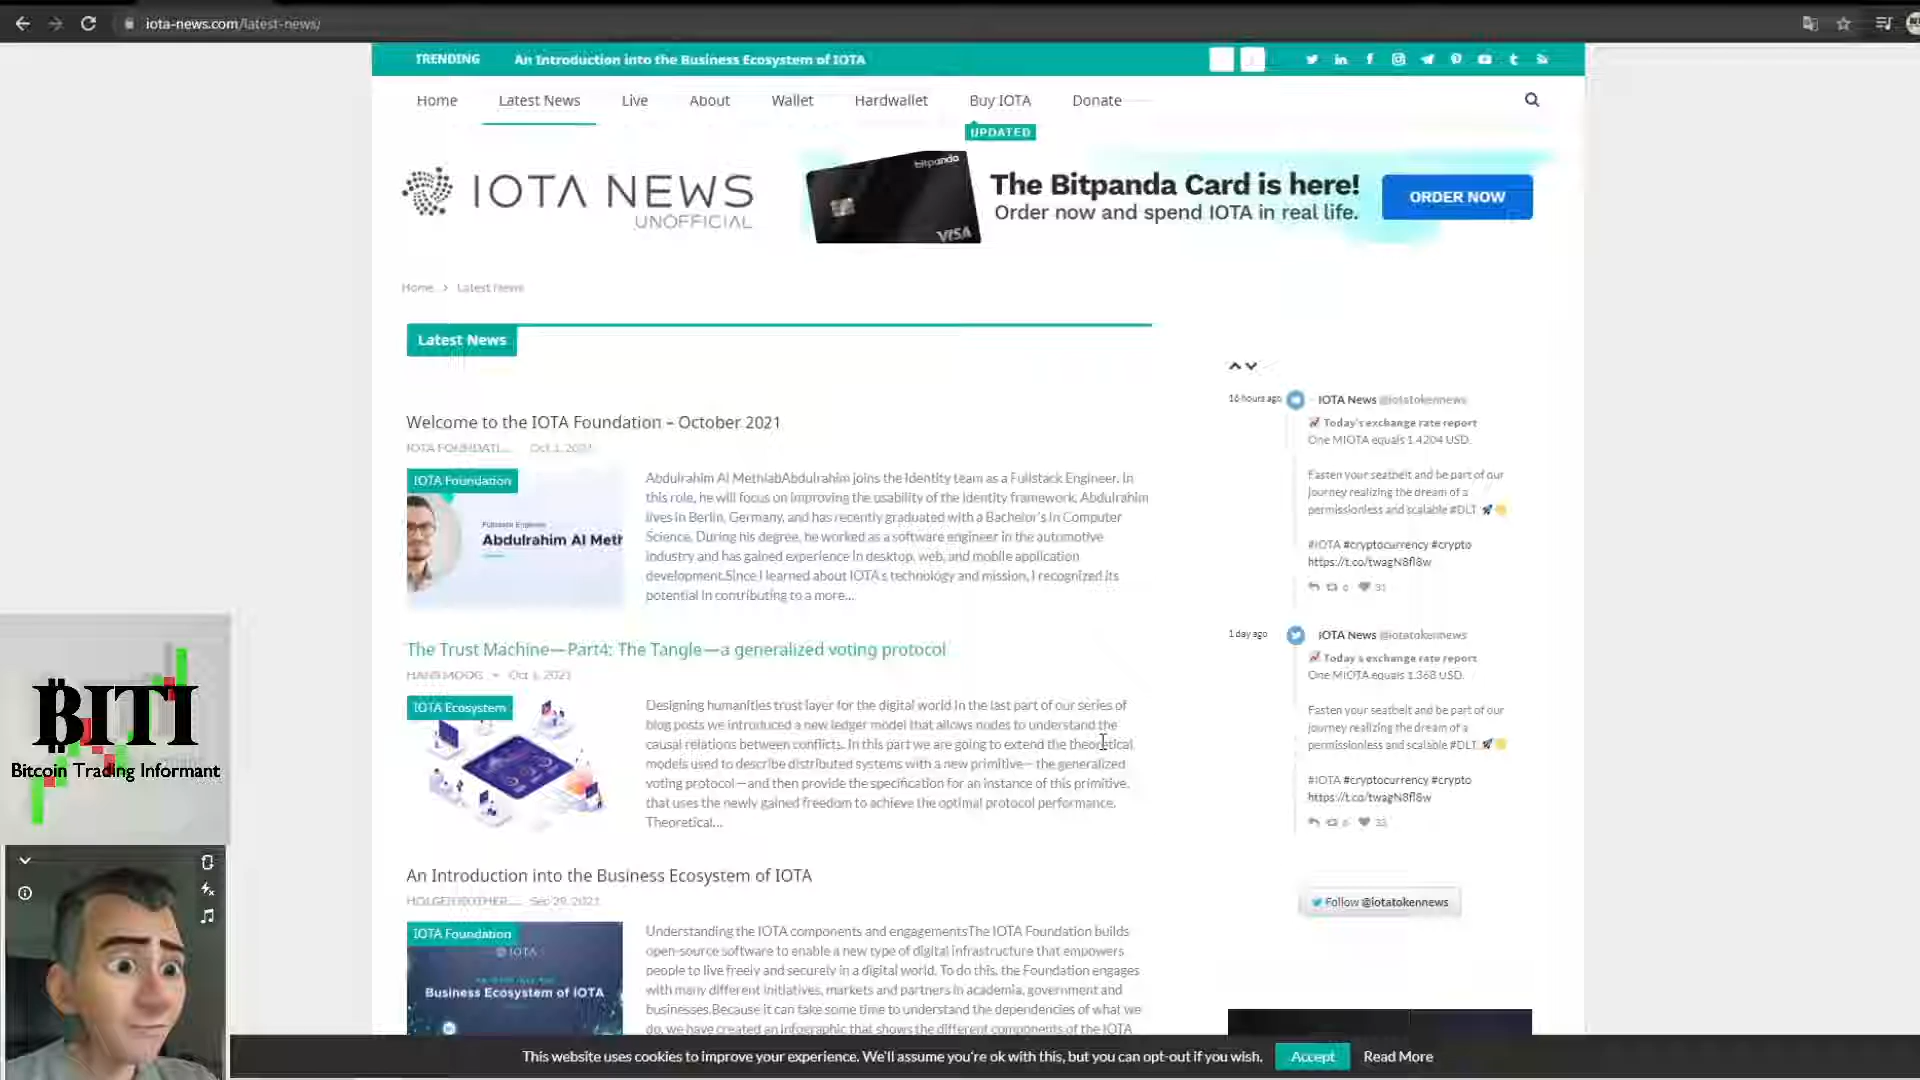 iota-news.com/latest-news/
TRENDING An Introduction into the Business Ecosystem of IOTA
Home Latest News Live About Wallet Hardwallet Buy IOTA Donate
UPDATED
IOTA NEWS
UNOFFICIAL
bitpanda
VISA
The Bitpanda Card is here!
Order now and spend IOTA in real life.
ORDER NOW
Home > Latest News
Latest News
Welcome to the IOTA Foundation – October 2021
IOTA FOUNDATI... Oct 1, 2021
IOTA Foundation
Fullstack Engineer
Abdulrahim Al Meth
Abdulrahim Al MethlabAbdulrahim joins the Identity team as a Fullstack Engineer. In
this role, he will focus on improving the usability of the identity framework. Abdulrahim
lives in Berlin, Germany, and has recently graduated with a Bachelor's in Computer
Science. During his degree, he worked as a software engineer in the automotive
industry and has gained experience in desktop, web, and mobile application
development.Since I learned about IOTA's technology and mission, I recognized its
potential in contributing to a more...
The Trust Machine—Part4: The Tangle—a generalized voting protocol
HANS MOOG Oct 1, 2021
IOTA Ecosystem
Designing humanities trust layer for the digital world In the last part of our series of
blog posts we introduced a new ledger model that allows nodes to understand the
causal relations between conflicts. In this part we are going to extend the theoretical
models used to describe distributed systems with a new primitive— the generalized
voting protocol—and then provide the specification for an instance of this primitive,
that uses the newly gained freedom to achieve the optimal protocol performance.
Theoretical...
An Introduction into the Business Ecosystem of IOTA
Sep 29, 2021
IOTA Foundation
IOTA
Business Ecosystem of IOTA
Understanding the IOTA components and engagementsThe IOTA Foundation builds
open-source software to enable a new type of digital infrastructure that empowers
people to live freely and securely in a digital world. To do this, the Foundation engages
with many different initiatives, markets and partners in academia, government and
businesses.Because it can take some time to understand the dependencies of what we
do, we have created an infographic that shows the different components of the IOTA
16 hours ago IOTA News @iotatokennews
Today's exchange rate report
One MIOTA equals 1.4204 USD.
Fasten your seatbelt and be part of our
journey realizing the dream of a
permissionless and scalable #DLT
#IOTA #cryptocurrency #crypto
https://t.co/twagN8fl8w
6 31
1 day ago IOTA News @iotatokennews
Today's exchange rate report
One MIOTA equals 1.368 USD.
Fasten your seatbelt and be part of our
journey realizing the dream of a
permissionless and scalable #DLT
#IOTA #cryptocurrency #crypto
https://t.co/twagN8fl8w
6 33
Follow @iotatokennews
BITI
Bitcoin Trading Informant
This website uses cookies to improve your experience. We'll assume you're ok with this, but you can opt-out if you wish. Accept Read More